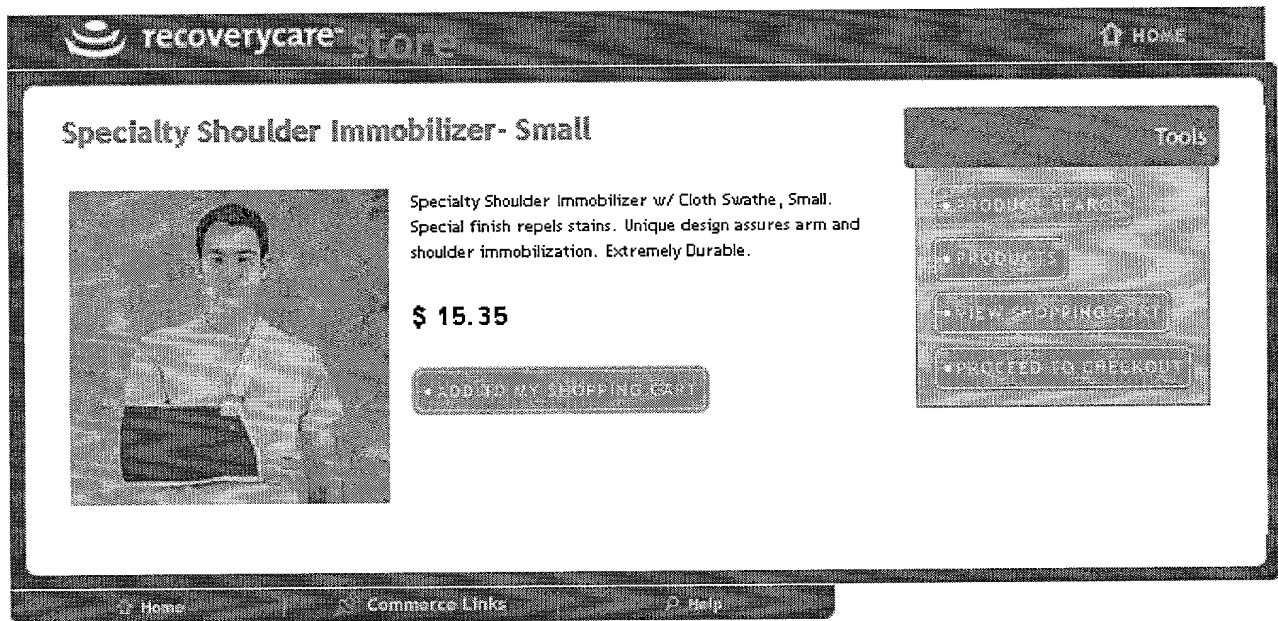 recoverycare™ store
HOME
Specialty Shoulder Immobilizer- Small
Specialty Shoulder Immobilizer w/ Cloth Swathe, Small.
Special finish repels stains. Unique design assures arm and
shoulder immobilization. Extremely Durable.
$ 15.35
• ADD TO MY SHOPPING CART
Tools
• PRODUCT SEARCH
• PRODUCTS
• VIEW SHOPPING CART
• PROCEED TO CHECKOUT
Home
Commerce Links
Help